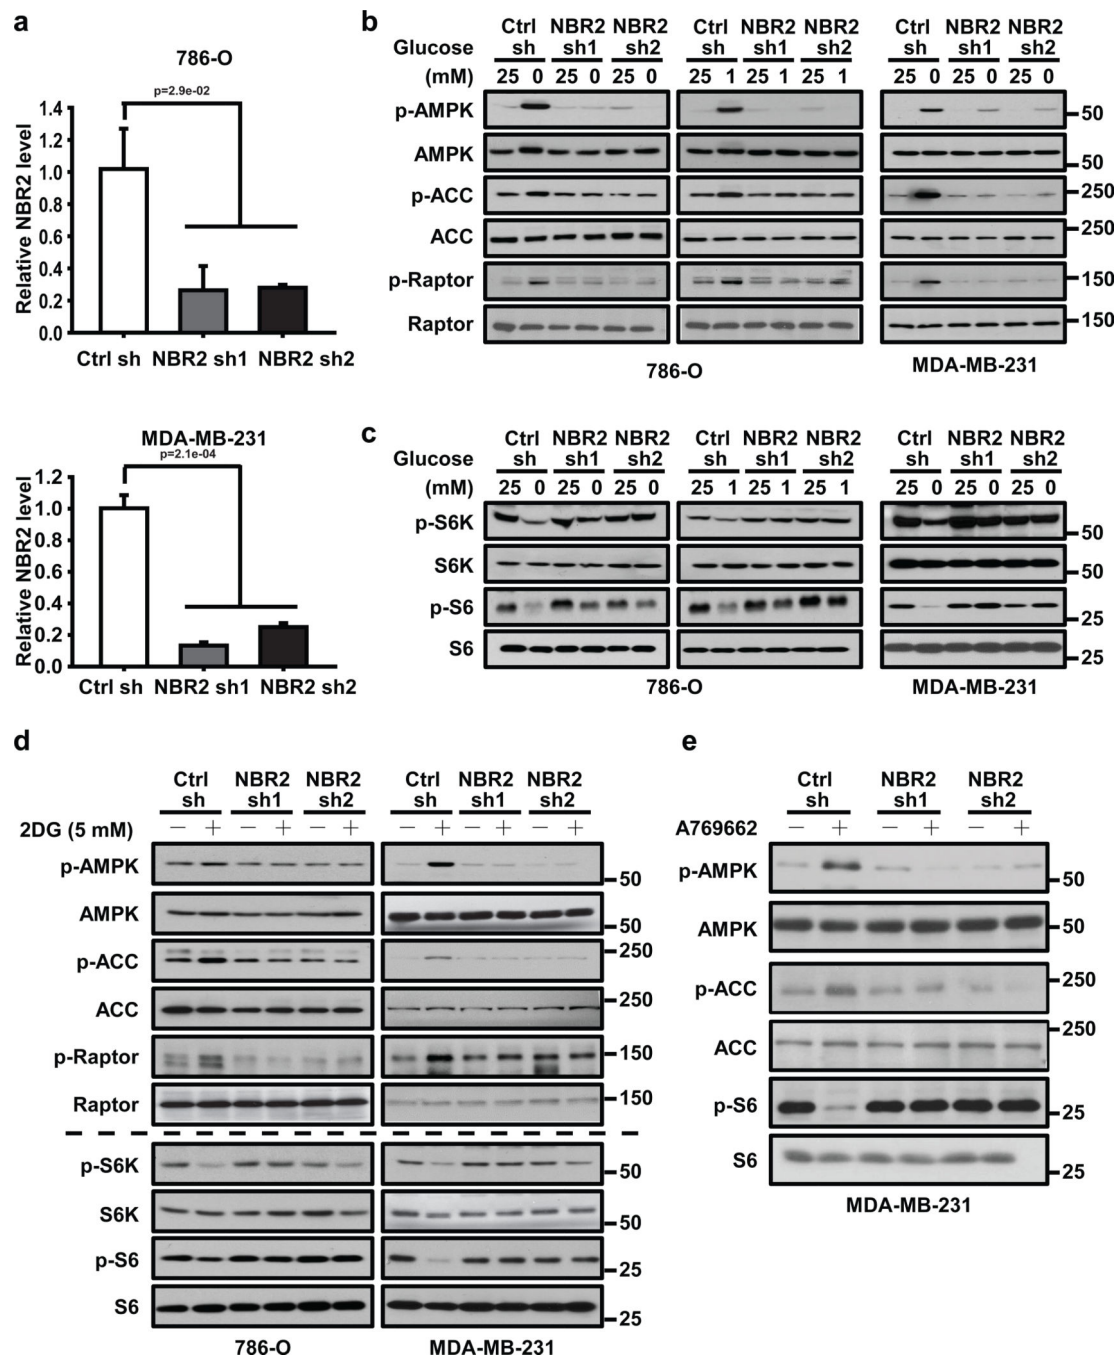 a
786-O
p=2.9e-02
Relative NBR2 level
1.4
1.2
1.0
0.8
0.6
0.4
0.2
0.0
Ctrl sh NBR2 sh1 NBR2 sh2
MDA-MB-231
p=2.1e-04
Relative NBR2 level
1.2
1.0
0.8
0.6
0.4
0.2
0.0
Ctrl sh NBR2 sh1 NBR2 sh2
b
Ctrl NBR2 NBR2 Ctrl NBR2 NBR2 Ctrl NBR2 NBR2
Glucose sh sh1 sh2 sh sh1 sh2 sh sh1 sh2
(mM) 25 0 25 0 25 0 25 1 25 1 25 1 25 0 25 0 25 0
p-AMPK 50
AMPK 50
p-ACC 250
ACC 250
p-Raptor 150
Raptor 150
786-O MDA-MB-231
c
Ctrl NBR2 NBR2 Ctrl NBR2 NBR2 Ctrl NBR2 NBR2
Glucose sh sh1 sh2 sh sh1 sh2 sh sh1 sh2
(mM) 25 0 25 0 25 0 25 1 25 1 25 1 25 0 25 0 25 0
p-S6K 50
S6K 50
p-S6 25
S6 25
786-O MDA-MB-231
d
Ctrl NBR2 NBR2 Ctrl NBR2 NBR2
sh sh1 sh2 sh sh1 sh2
2DG (5 mM) − + − + − + − + − + − +
p-AMPK 50
AMPK 50
p-ACC 250
ACC 250
p-Raptor 150
Raptor 150
p-S6K 50
S6K 50
p-S6 25
S6 25
786-O MDA-MB-231
e
Ctrl NBR2 NBR2
sh sh1 sh2
A769662 − + − + − +
p-AMPK 50
AMPK 50
p-ACC 250
ACC 250
p-S6 25
S6 25
MDA-MB-231